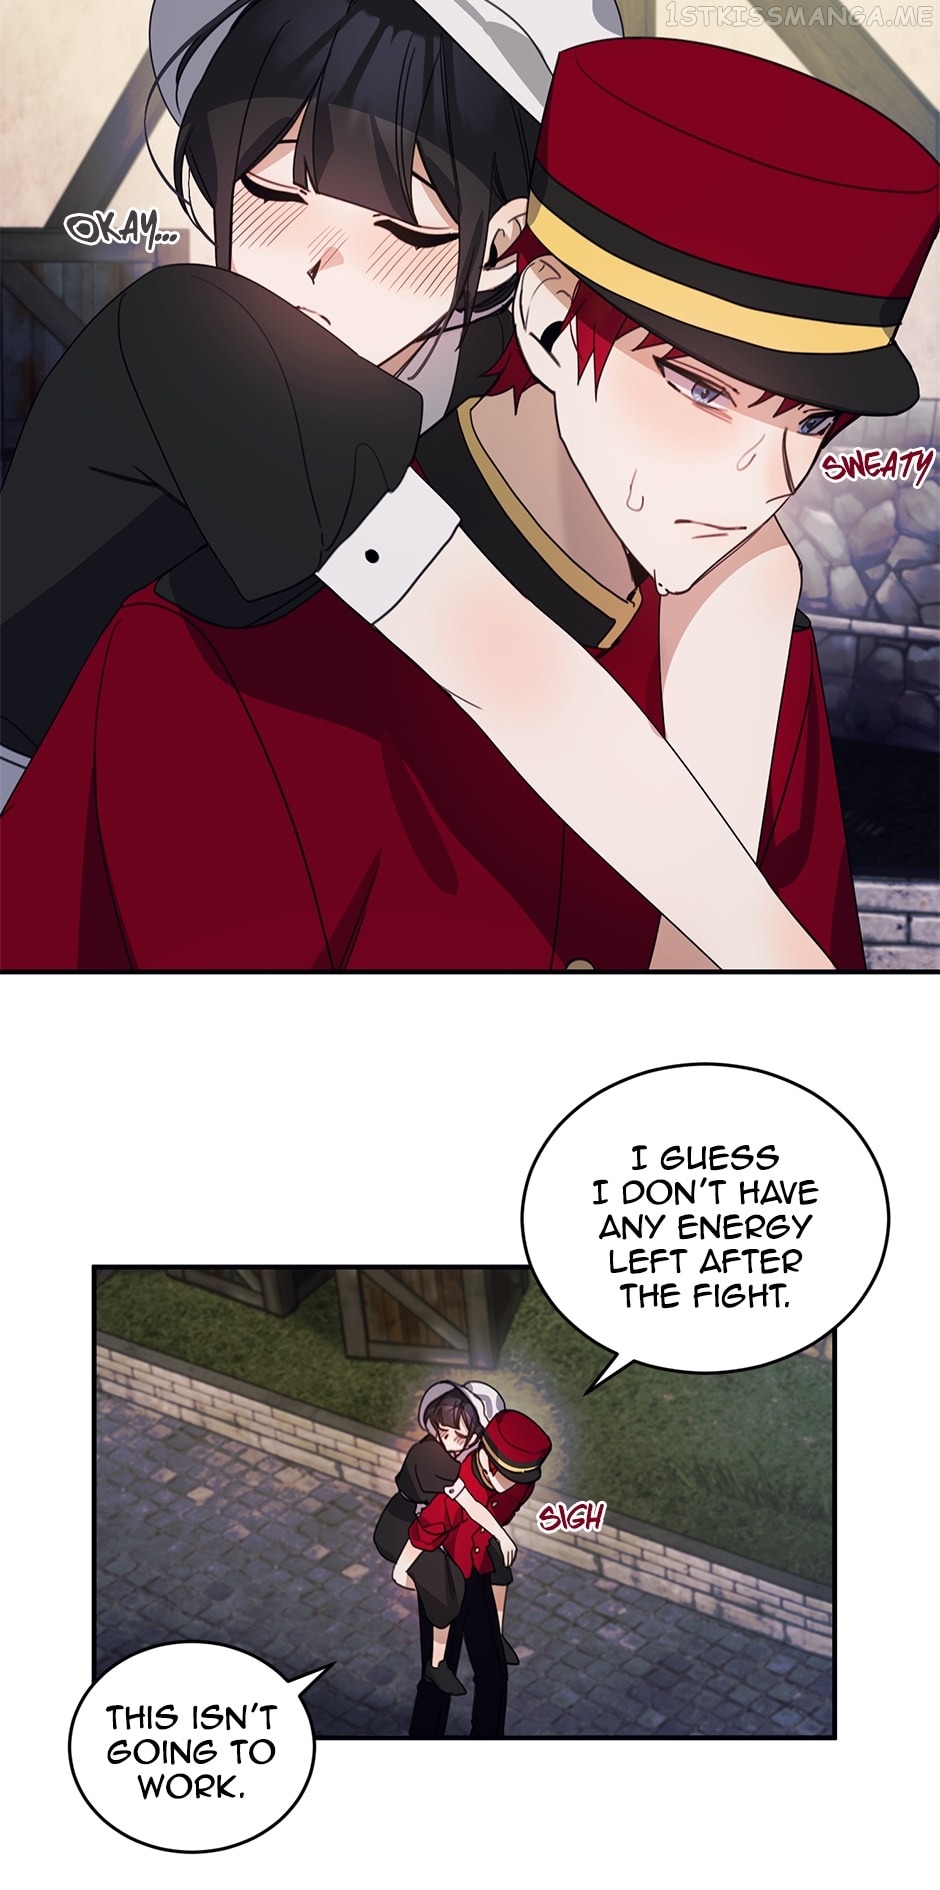 1STKISSMANGA.ME
OKAY...
SWEATY
I GUESS
I DON'T HAVE
ANY ENERGY
LEFT AFTER
THE FIGHT.
SIGH
THIS ISN'T
GOING TO
WORK.